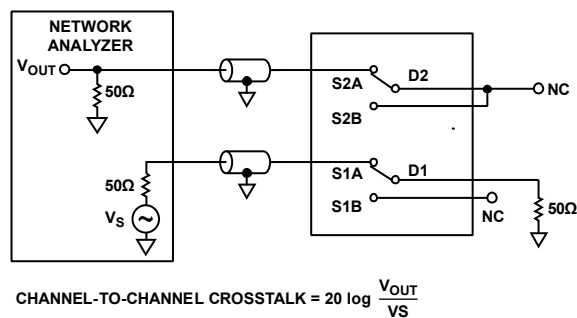 NETWORK
ANALYZER
VOUT
50Ω
S2A
D2
NC
S2B
50Ω
VS
S1A
D1
S1B
NC
50Ω
CHANNEL-TO-CHANNEL CROSSTALK = 20 log VOUT
VS